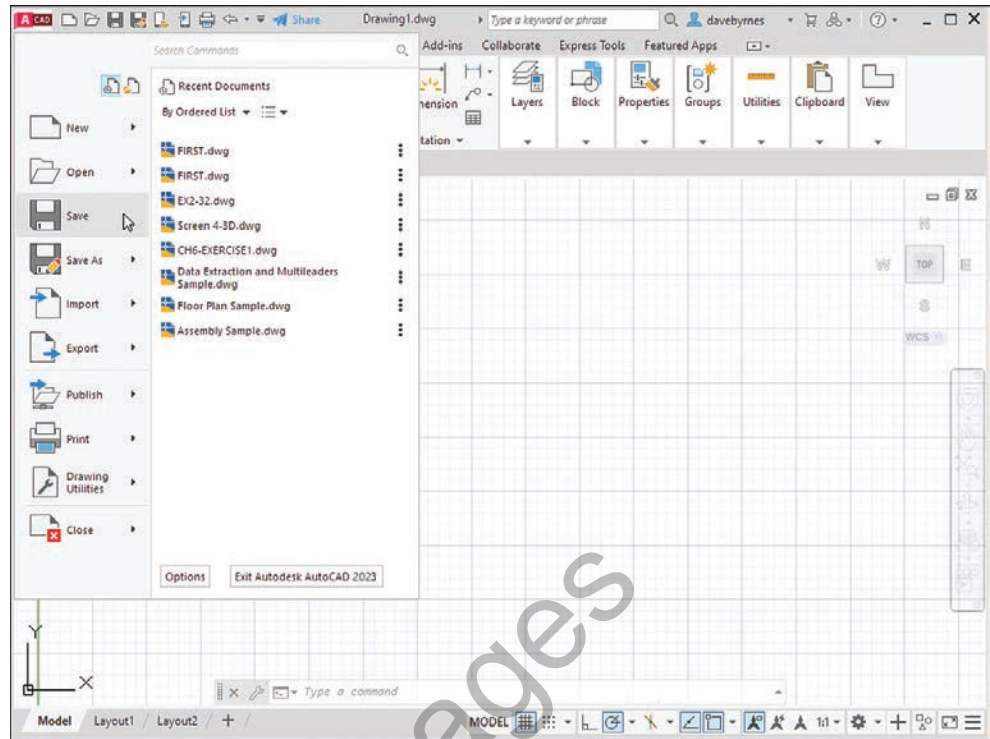 A CAD Share Drawing1.dwg Type a keyword or phrase davebyrnes
Search Commands
Add-ins Collaborate Express Tools Featured Apps
Recent Documents
By Ordered List
mension Layers Block Properties Groups Utilities Clipboard View
tation
New
Open
Save
Save As
Import
Export
Publish
Print
Drawing
Utilities
Close
FIRST.dwg
FIRST.dwg
EX2-32.dwg
Screen 4-3D.dwg
CH6-EXERCISE1.dwg
Data Extraction and Multileaders
Sample.dwg
Floor Plan Sample.dwg
Assembly Sample.dwg
Options Exit Autodesk AutoCAD 2023
N
W TOP E
S
WCS
Y
X
Type a command
Model Layout1 Layout2 + MODEL 1:1
ages